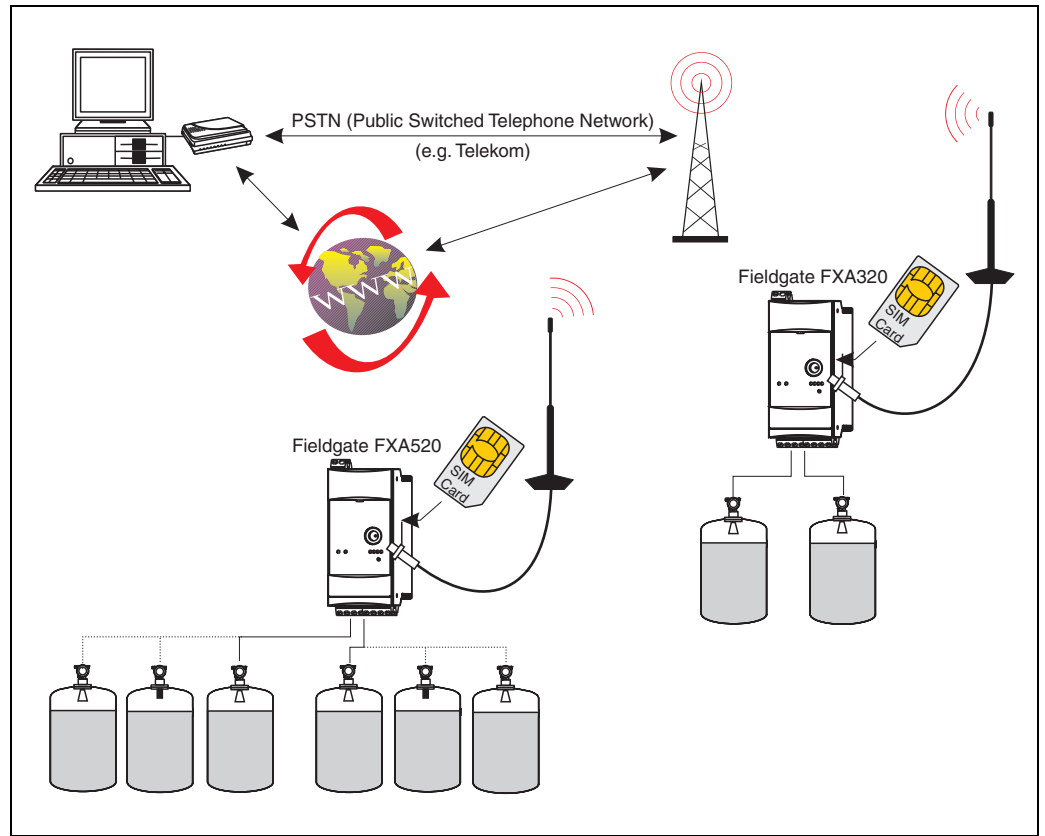 PSTN (Public Switched Telephone Network)
(e.g. Telekom)
WWW
Fieldgate FXA320
SIM
Card
Fieldgate FXA520
SIM
Card